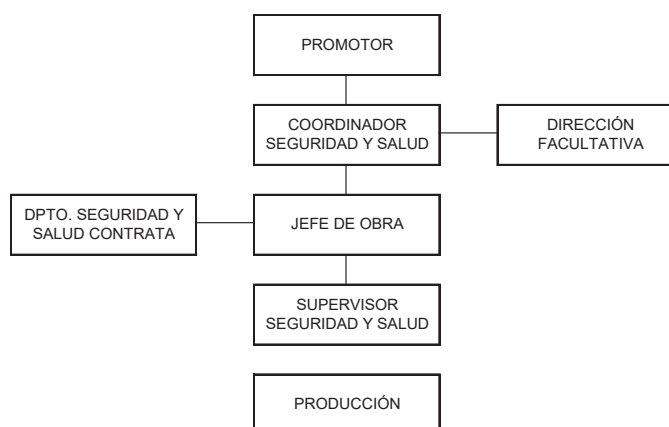 PROMOTOR
COORDINADOR
SEGURIDAD Y SALUD
DIRECCIÓN
FACULTATIVA
DPTO. SEGURIDAD Y
SALUD CONTRATA
JEFE DE OBRA
SUPERVISOR
SEGURIDAD Y SALUD
PRODUCCIÓN